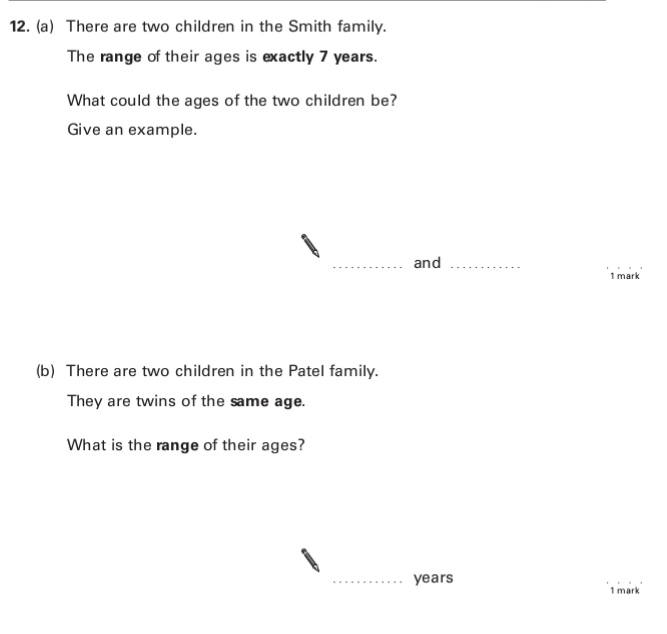 12. (a) There are two children in the Smith family.
The range of their ages is exactly 7 years.
What could the ages of the two children be?
Give an example.
............ and ............
1 mark
(b) There are two children in the Patel family.
They are twins of the same age.
What is the range of their ages?
............ years
1 mark